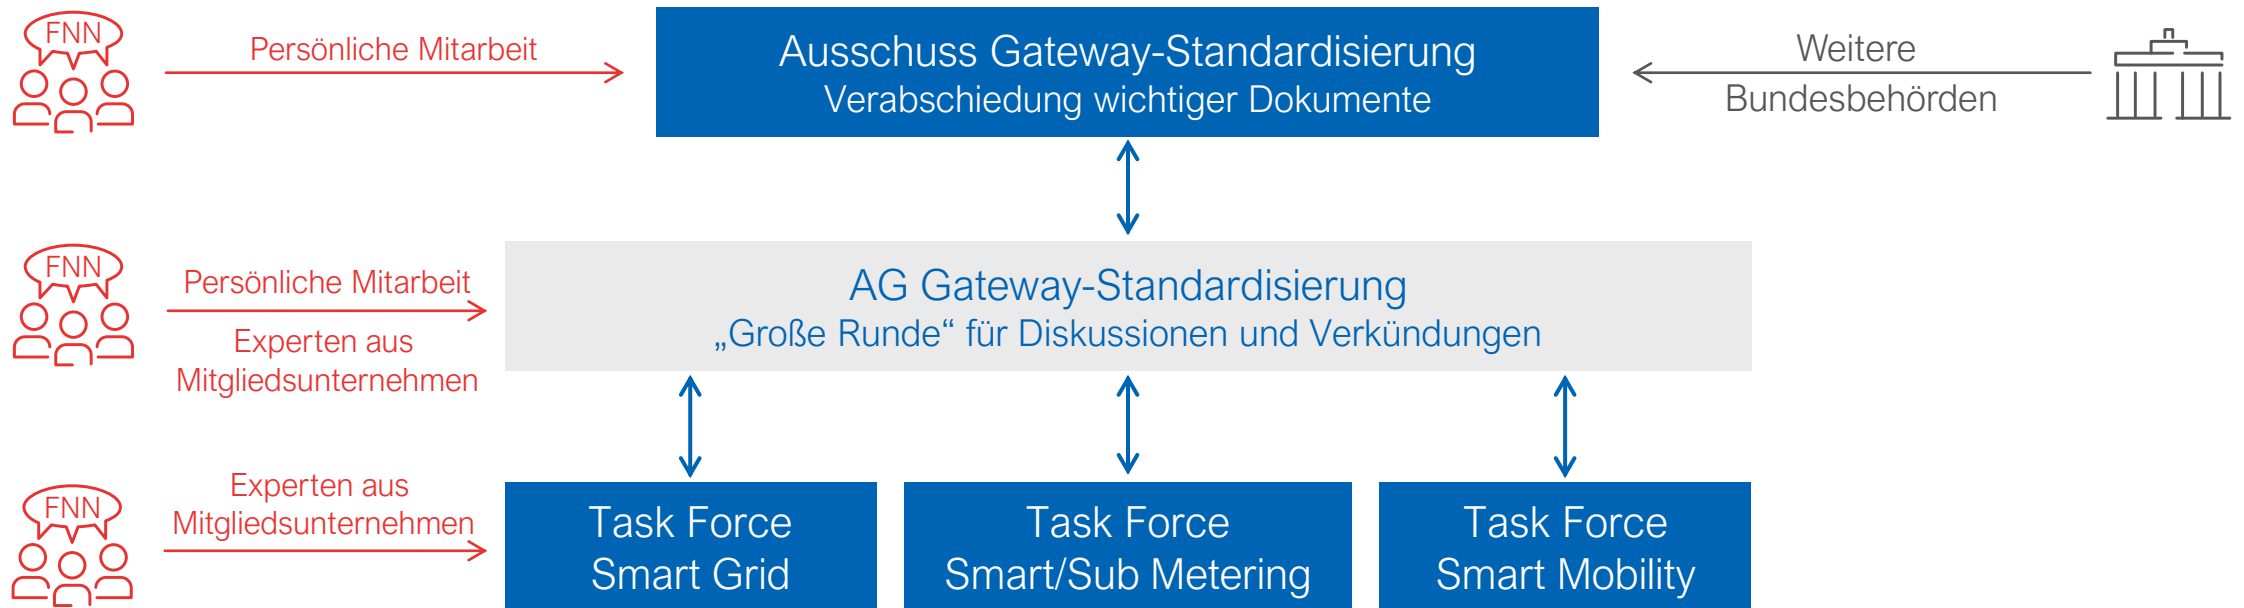 FNN
Persönliche Mitarbeit
Ausschuss Gateway-Standardisierung
Verabschiedung wichtiger Dokumente
Weitere
Bundesbehörden
FNN
Persönliche Mitarbeit
Experten aus
Mitgliedsunternehmen
AG Gateway-Standardisierung
„Große Runde“ für Diskussionen und Verkündungen
FNN
Experten aus
Mitgliedsunternehmen
Task Force
Smart Grid
Task Force
Smart/Sub Metering
Task Force
Smart Mobility